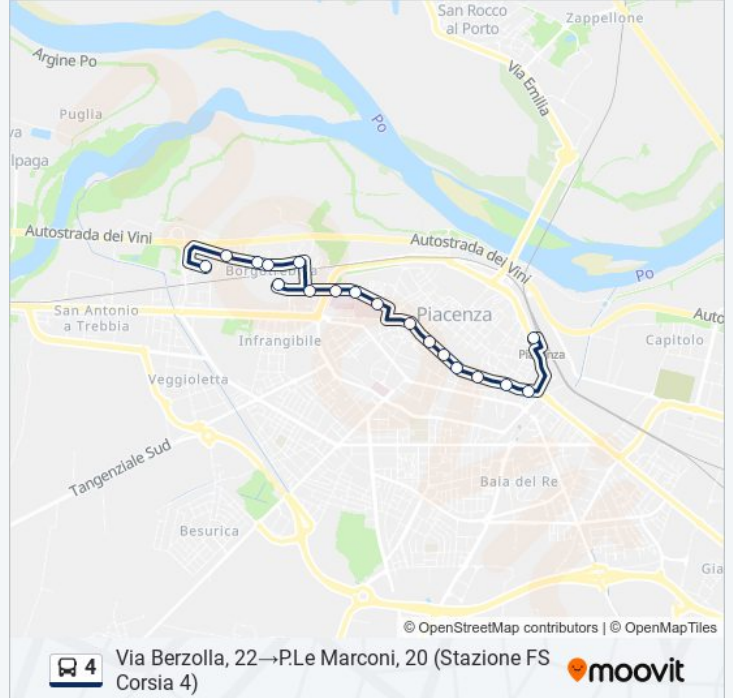 San Rocco
al Porto
Zappellone
Argine Po
Via Emilia
Puglia
Po
va
lpaga
Autostrada dei Vini
Autostrada dei Vini
Po
San Antonio
a Trebbia
Piacenza
Auto
Infrangibile
Capitolo
Veggioletta
Tangenziale Sud
Baia del Re
Besurica
Gia
© OpenStreetMap contributors | © OpenMapTiles
4
Via Berzolla, 22→P.Le Marconi, 20 (Stazione FS
Corsia 4)
moovit